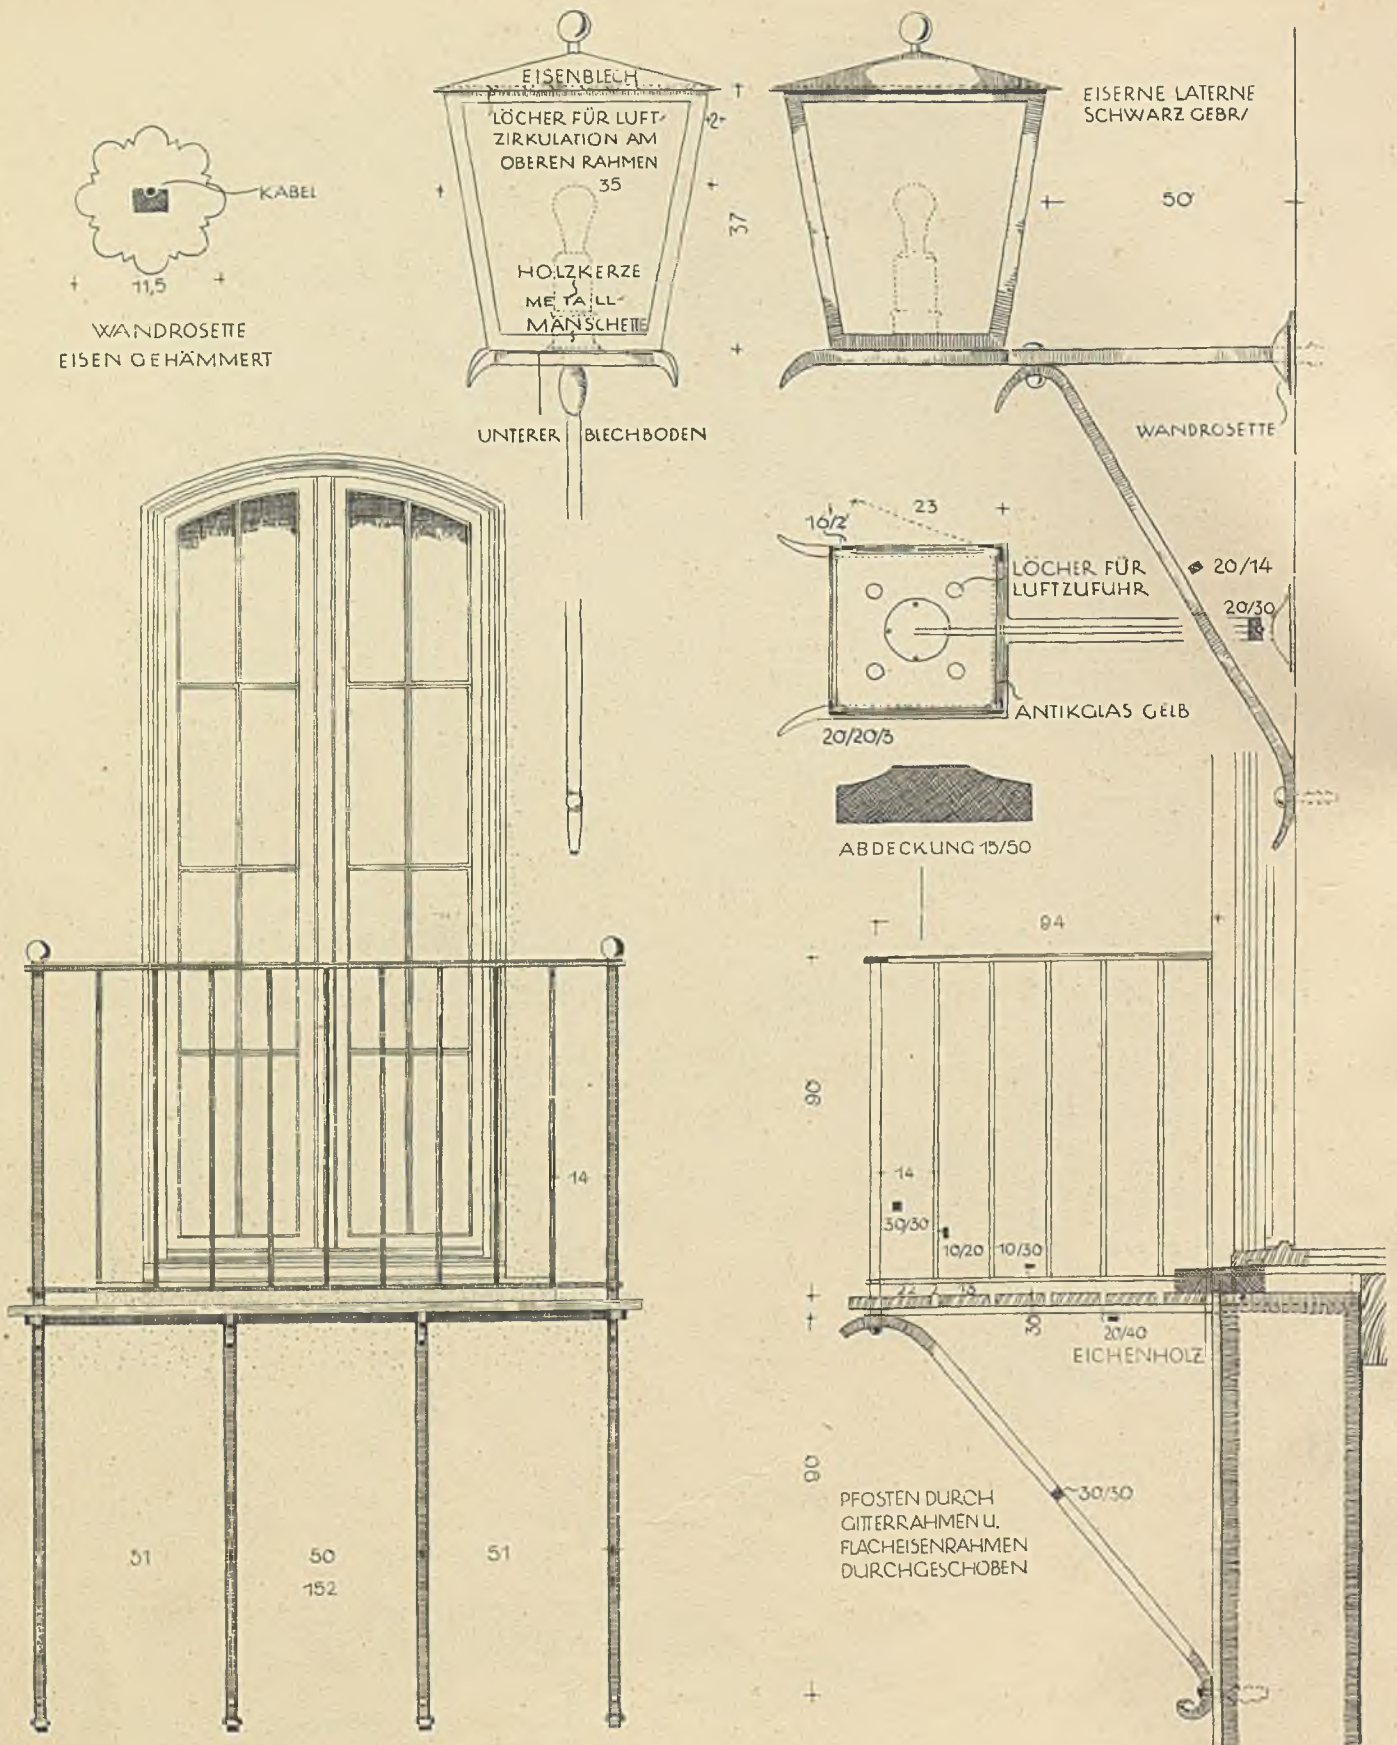 EISENBLECH
LÖCHER FÜR LUFT-
ZIRKULATION AM
OBEREN RAHMEN
35
2
37
HOLZKERZE
METALL-
MANSCHETTE
UNTERER BLECHBODEN
KABEL
11,5
WANDROSETTE
EISEN GEHÄMMERT
EISERNE LATERNE
SCHWARZ GEBR/
50
WANDROSETTE
16/2
23
LÖCHER FÜR
LUFTZUFUHR
20/14
20/30
ANTIKGLAS GELB
20/20/3
ABDECKUNG 15/50
94
90
14
30/30
10/20
10/30
22
2
13
30
20/40
EICHENHOLZ
90
30/30
PFOSTEN DURCH
GITTERRAHMEN U.
FLACHEISENRAHMEN
DURCHGESCHOBEN
14
51
50
51
152